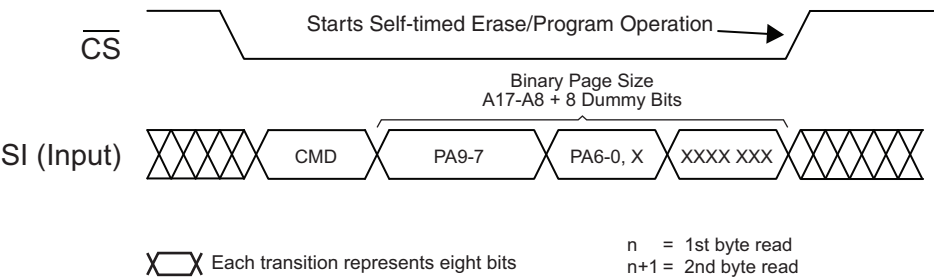 Starts Self-timed Erase/Program Operation
CS
Binary Page Size
A17-A8 + 8 Dummy Bits
SI (Input)
CMD
PA9-7
PA6-0, X
XXXX XXX
Each transition represents eight bits
n = 1st byte read
n+1 = 2nd byte read